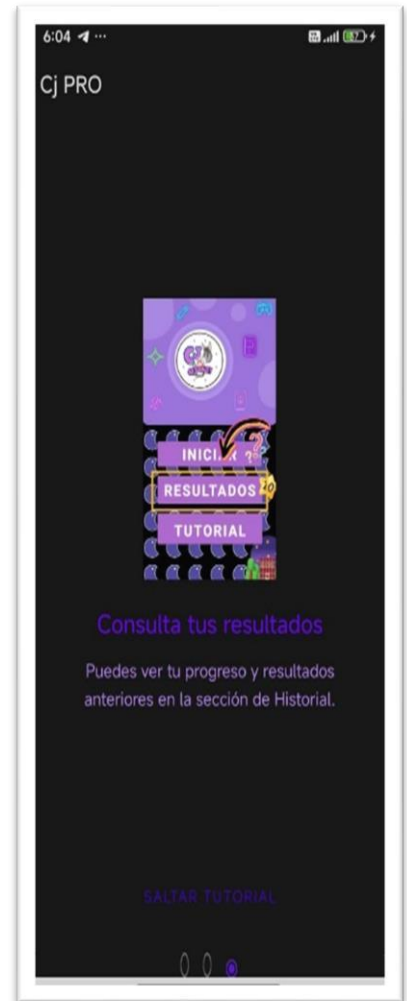 6:04
Cj PRO
INICIAR
RESULTADOS
TUTORIAL
Consulta tus resultados
Puedes ver tu progreso y resultados
anteriores en la sección de Historial.
SALTAR TUTORIAL